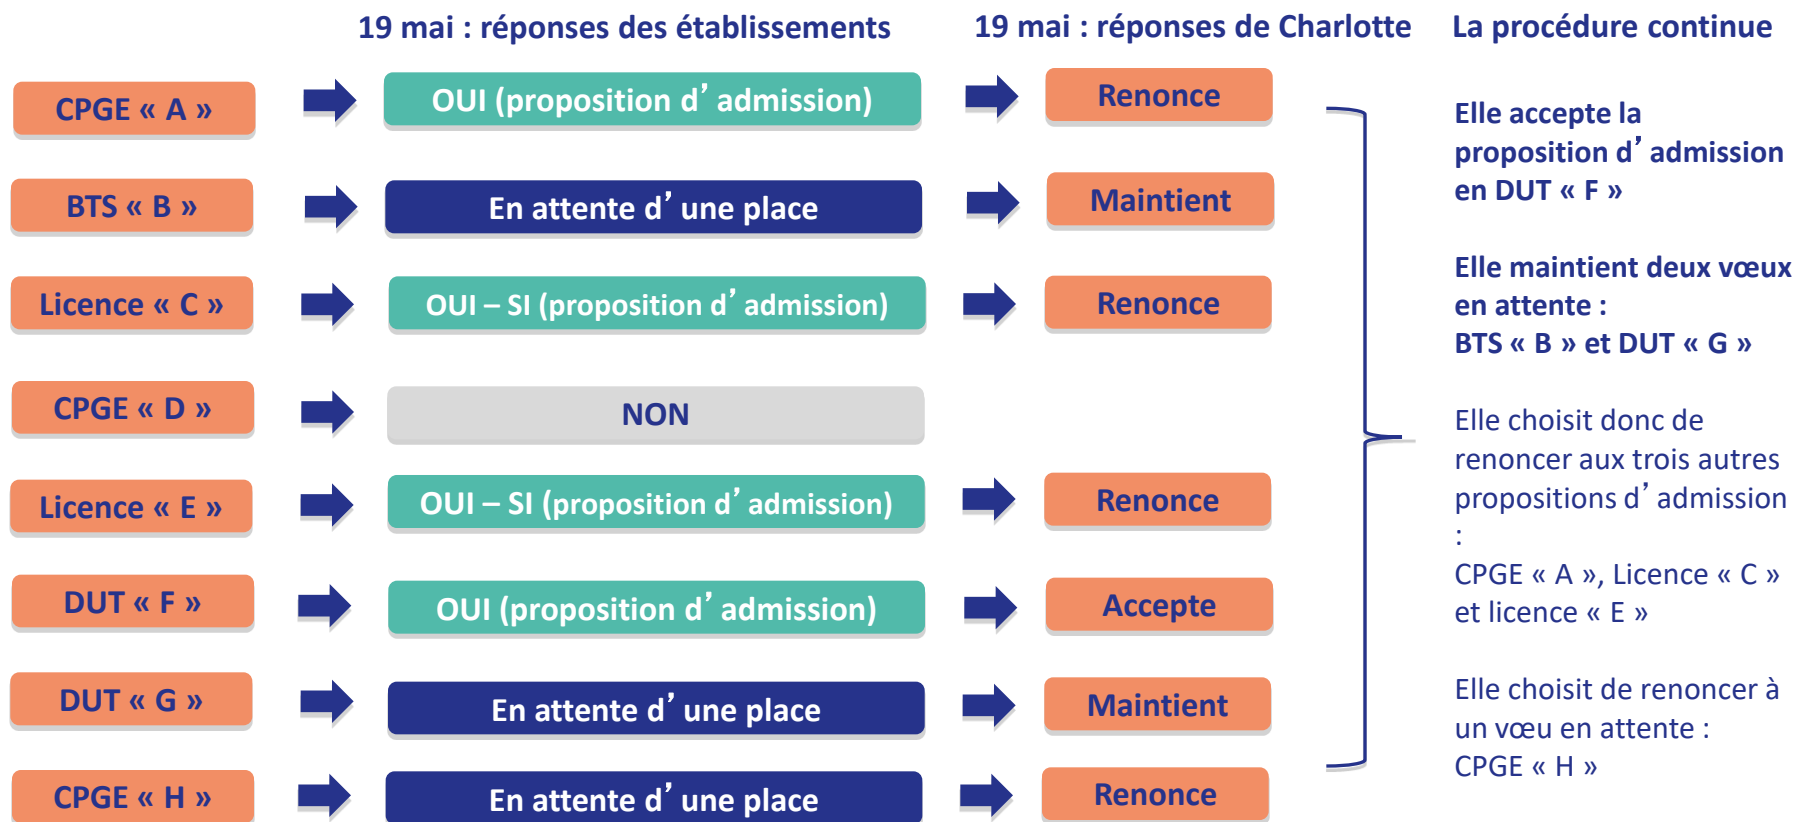 19 mai : réponses des établissements
19 mai : réponses de Charlotte
La procédure continue
CPGE « A »
OUI (proposition d’admission)
Renonce
BTS « B »
En attente d’une place
Maintient
Licence « C »
OUI – SI (proposition d’admission)
Renonce
CPGE « D »
NON
Licence « E »
OUI – SI (proposition d’admission)
Renonce
DUT « F »
OUI (proposition d’admission)
Accepte
DUT « G »
En attente d’une place
Maintient
CPGE « H »
En attente d’une place
Renonce
Elle accepte la
proposition d’admission
en DUT « F »
Elle maintient deux vœux
en attente :
BTS « B » et DUT « G »
Elle choisit donc de
renoncer aux trois autres
propositions d’admission
:
CPGE « A », Licence « C »
et licence « E »
Elle choisit de renoncer à
un vœu en attente :
CPGE « H »